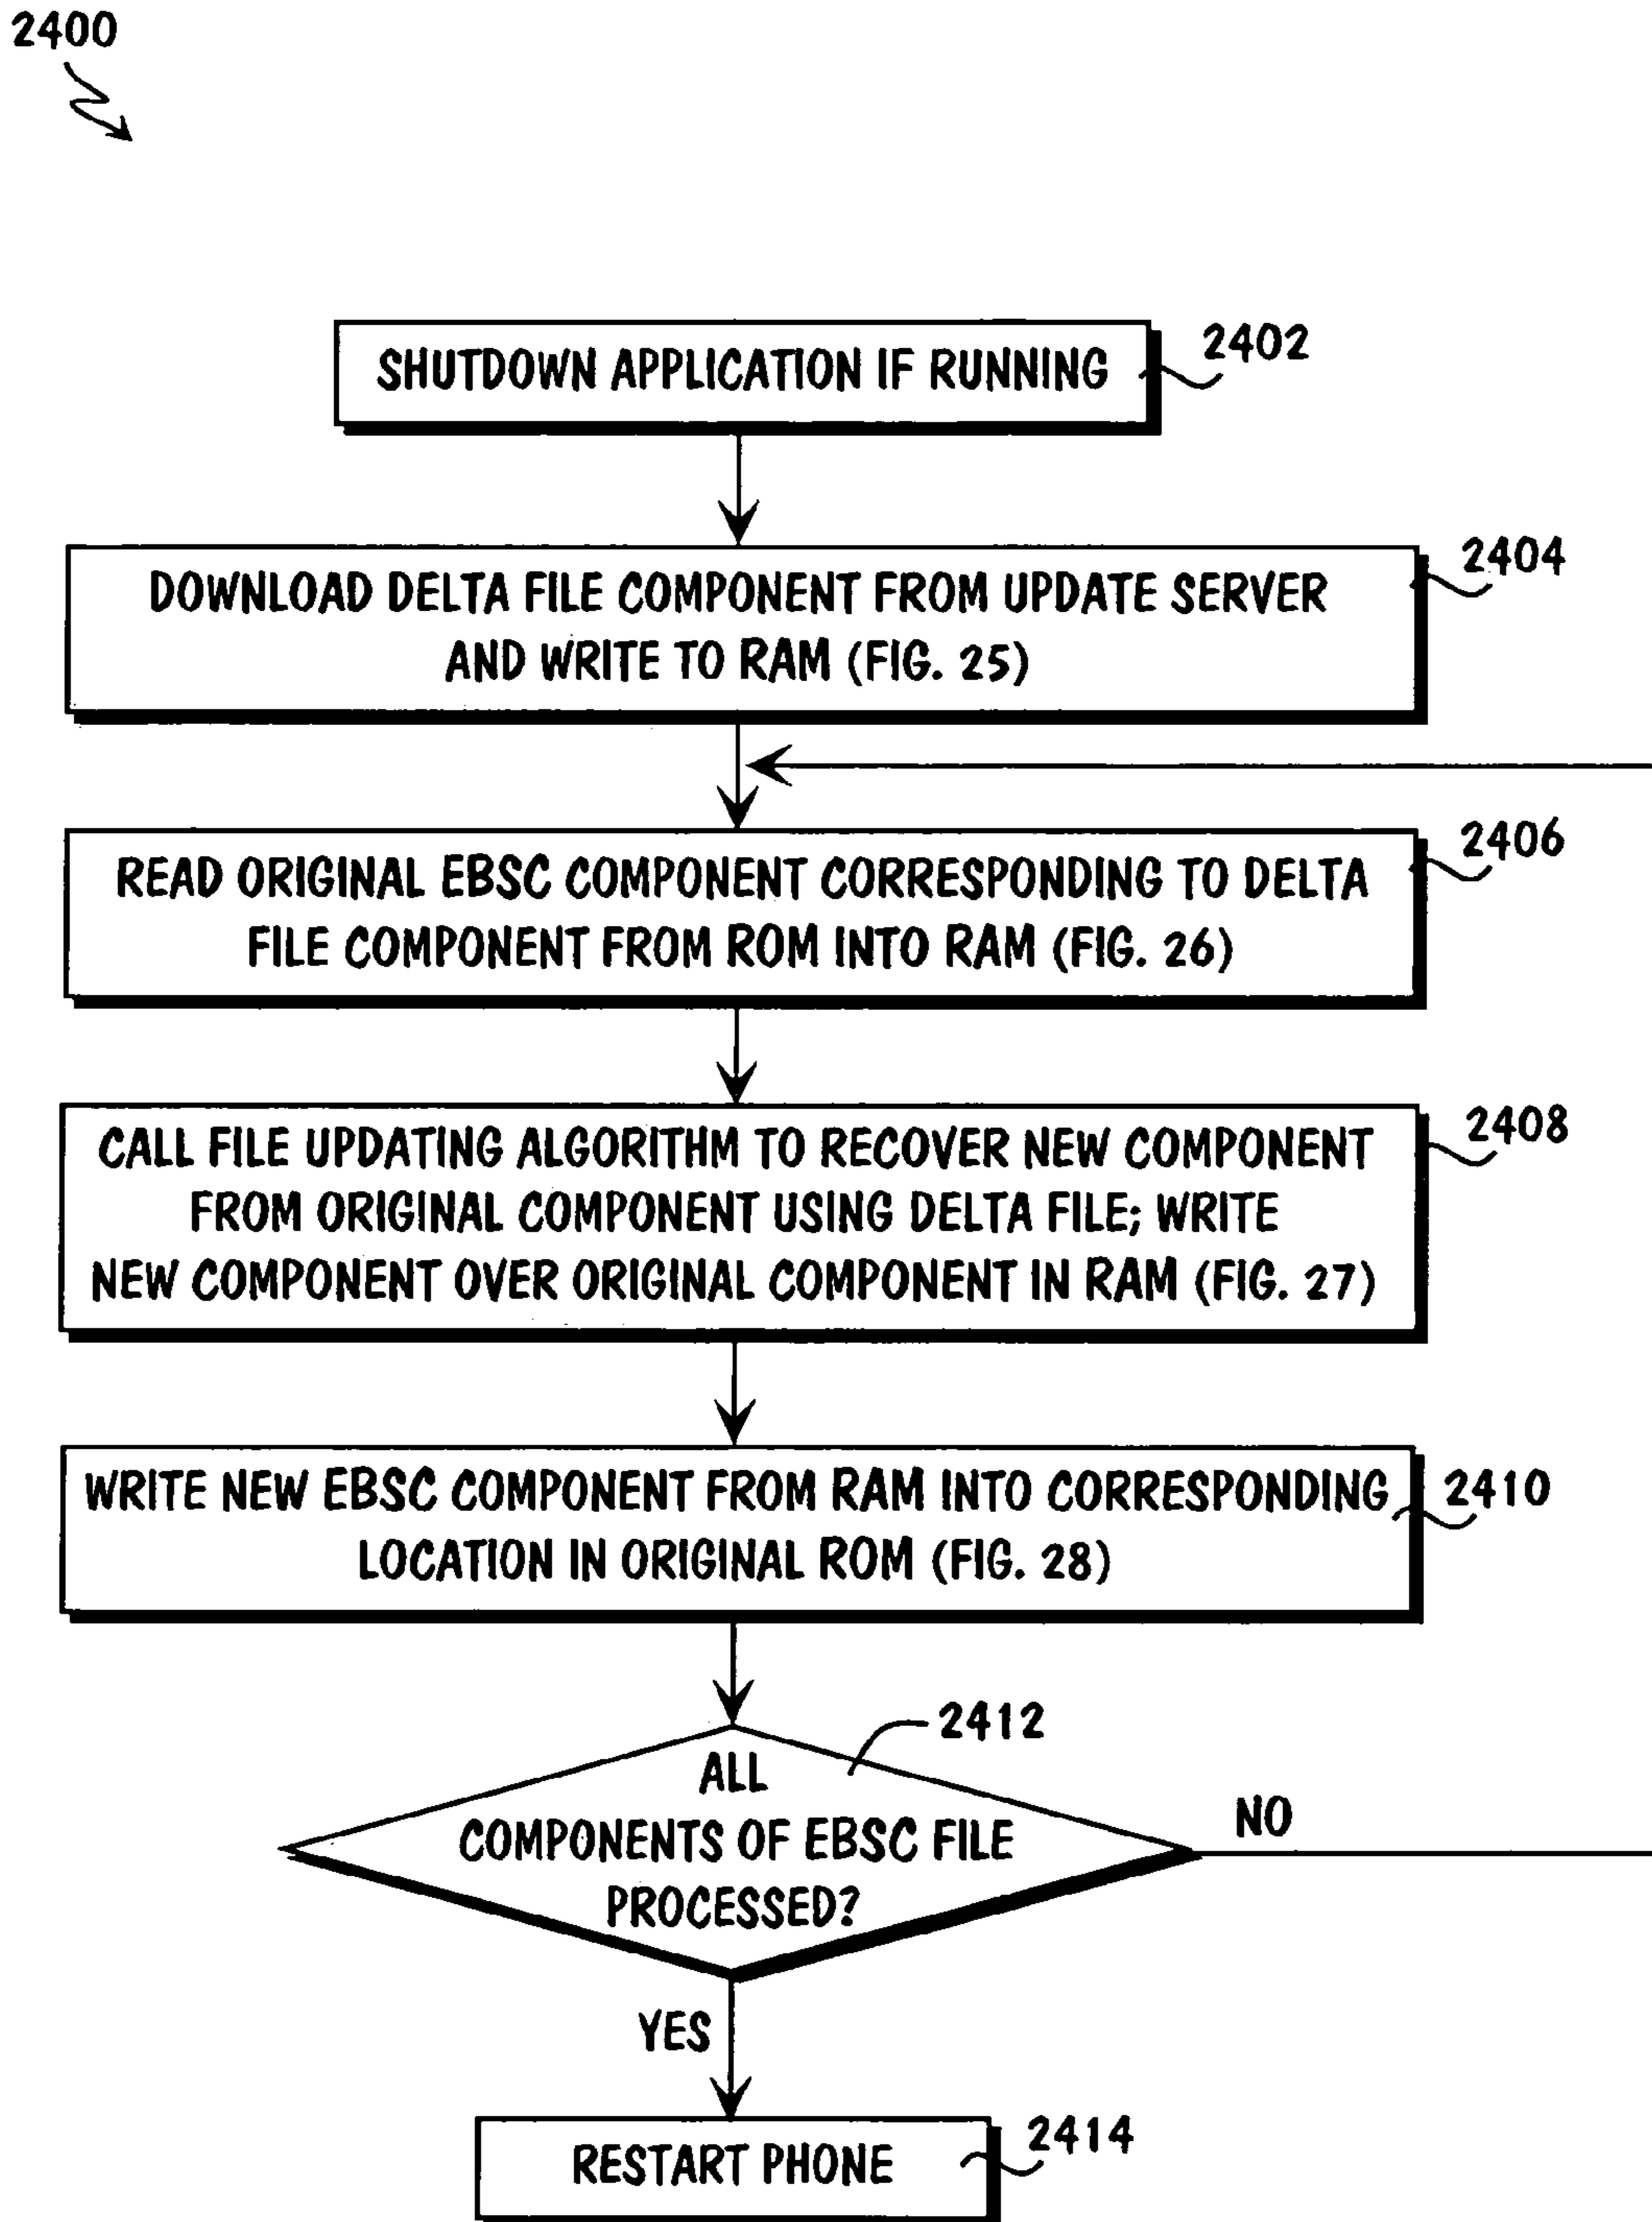 2400
SHUTDOWN APPLICATION IF RUNNING
2402
DOWNLOAD DELTA FILE COMPONENT FROM UPDATE SERVER
AND WRITE TO RAM (FIG. 25)
2404
READ ORIGINAL EBSC COMPONENT CORRESPONDING TO DELTA
FILE COMPONENT FROM ROM INTO RAM (FIG. 26)
2406
CALL FILE UPDATING ALGORITHM TO RECOVER NEW COMPONENT
FROM ORIGINAL COMPONENT USING DELTA FILE; WRITE
NEW COMPONENT OVER ORIGINAL COMPONENT IN RAM (FIG. 27)
2408
WRITE NEW EBSC COMPONENT FROM RAM INTO CORRESPONDING
LOCATION IN ORIGINAL ROM (FIG. 28)
2410
2412
ALL
COMPONENTS OF EBSC FILE
PROCESSED?
NO
YES
RESTART PHONE
2414